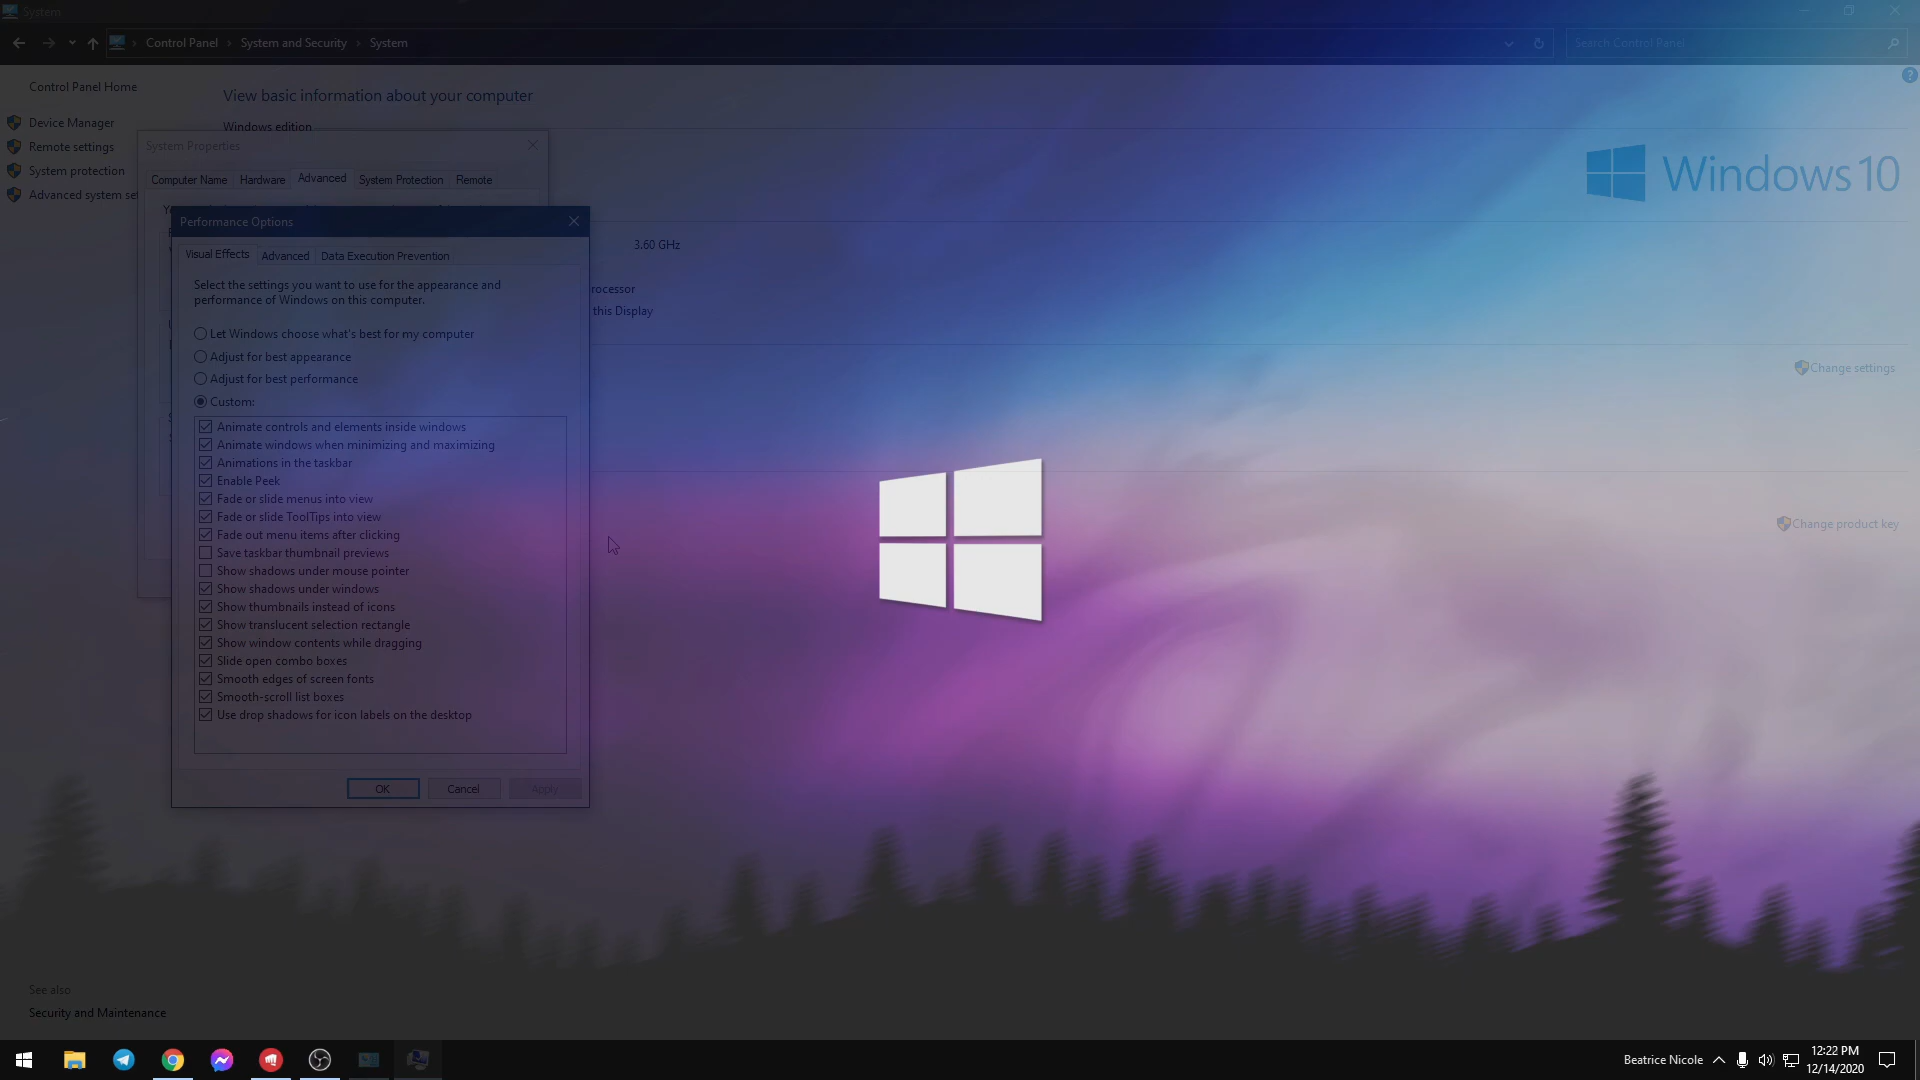 System
Control Panel
System and Security
System
Search Control Panel
Control Panel Home
Device Manager
Remote settings
System protection
Advanced system set
View basic information about your computer
Windows edition
Windows 10
System Properties
Computer Name
Hardware
Advanced
System Protection
Remote
Performance Options
Visual Effects
Advanced
Data Execution Prevention
Select the settings you want to use for the appearance and
performance of Windows on this computer.
Let Windows choose what's best for my computer
Adjust for best appearance
Adjust for best performance
Custom:
Animate controls and elements inside windows
Animate windows when minimizing and maximizing
Animations in the taskbar
Enable Peek
Fade or slide menus into view
Fade or slide ToolTips into view
Fade out menu items after clicking
Save taskbar thumbnail previews
Show shadows under mouse pointer
Show shadows under windows
Show thumbnails instead of icons
Show translucent selection rectangle
Show window contents while dragging
Slide open combo boxes
Smooth edges of screen fonts
Smooth-scroll list boxes
Use drop shadows for icon labels on the desktop
OK
Cancel
Apply
3.60 GHz
rocessor
this Display
Change settings
Change product key
See also
Security and Maintenance
Beatrice Nicole
12:22 PM
12/14/2020